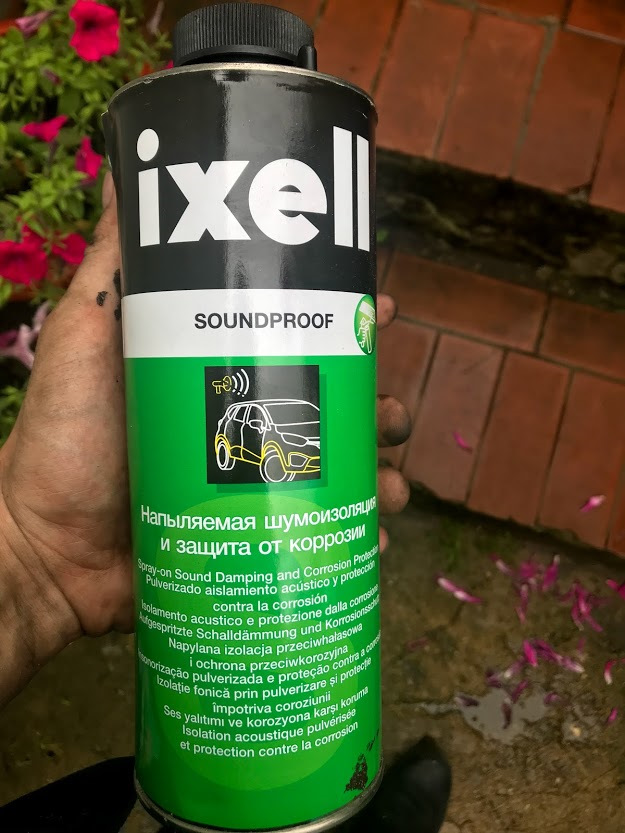 ixell
SOUNDPROOF
Напыляемая шумоизоляция
и защита от коррозии
Spray-on Sound Damping and Corrosion Protection
Pulverizado aislamiento acústico y protección
contra la corrosión
Isolamento acustico e protezione dalla corrosione
Aufgespritzte Schalldämmung und Korrosionsschutz
Napylana izolacja przeciwhałasowa
i ochrona przeciwkorozyjna
pulverizada e proteção contra a
Izolație fonică prin pulverizare și protecție
împotriva coroziunii
Ses yalıtımı ve korozyona karşı koruma
Isolation acoustique pulvérisée
et protection contre la corrosion